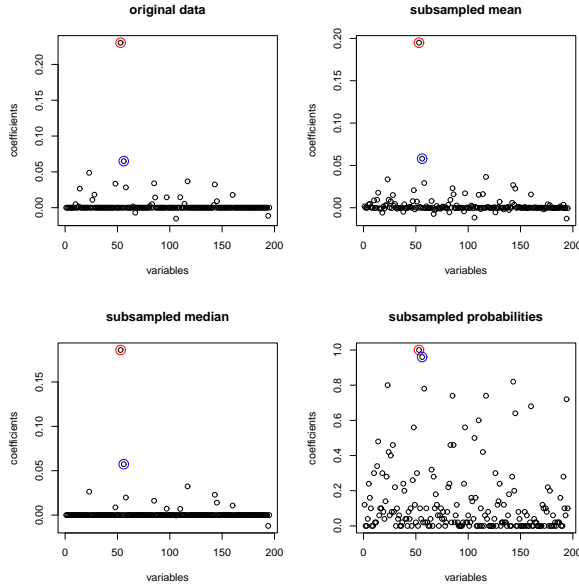 original data
coefficients
0.20
0.15
0.10
0.05
0.00
0 50 100 150 200
variables
subsampled mean
coefficients
0.20
0.15
0.10
0.05
0.00
0 50 100 150 200
variables
subsampled median
coefficients
0.15
0.10
0.05
0.00
0 50 100 150 200
variables
subsampled probabilities
coefficients
1.0
0.8
0.6
0.4
0.2
0.0
0 50 100 150 200
variables